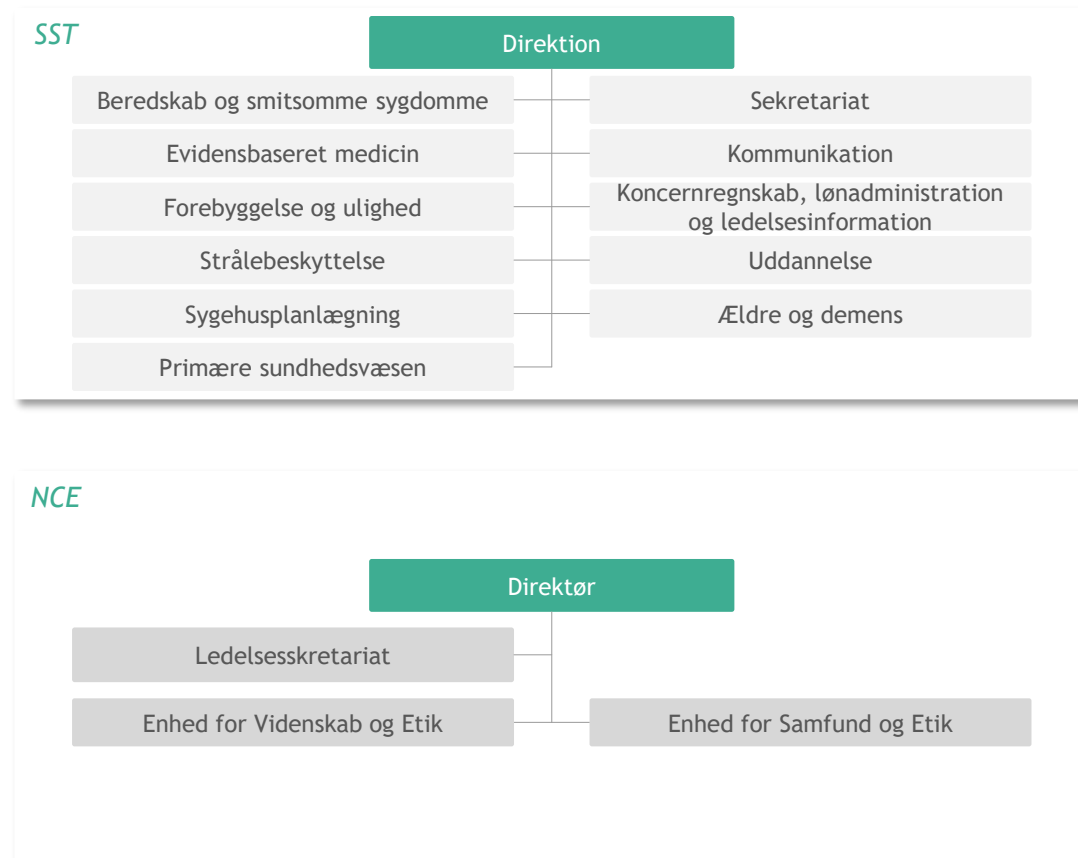 SST
Direktion
Beredskab og smitsomme sygdomme
Sekretariat
Evidensbaseret medicin
Kommunikation
Forebyggelse og ulighed
Koncernregnskab, lønadministration
og ledelsesinformation
Strålebeskyttelse
Uddannelse
Sygehusplanlægning
Ældre og demens
Primære sundhedsvæsen
NCE
Direktør
Ledelsesskretariat
Enhed for Videnskab og Etik
Enhed for Samfund og Etik